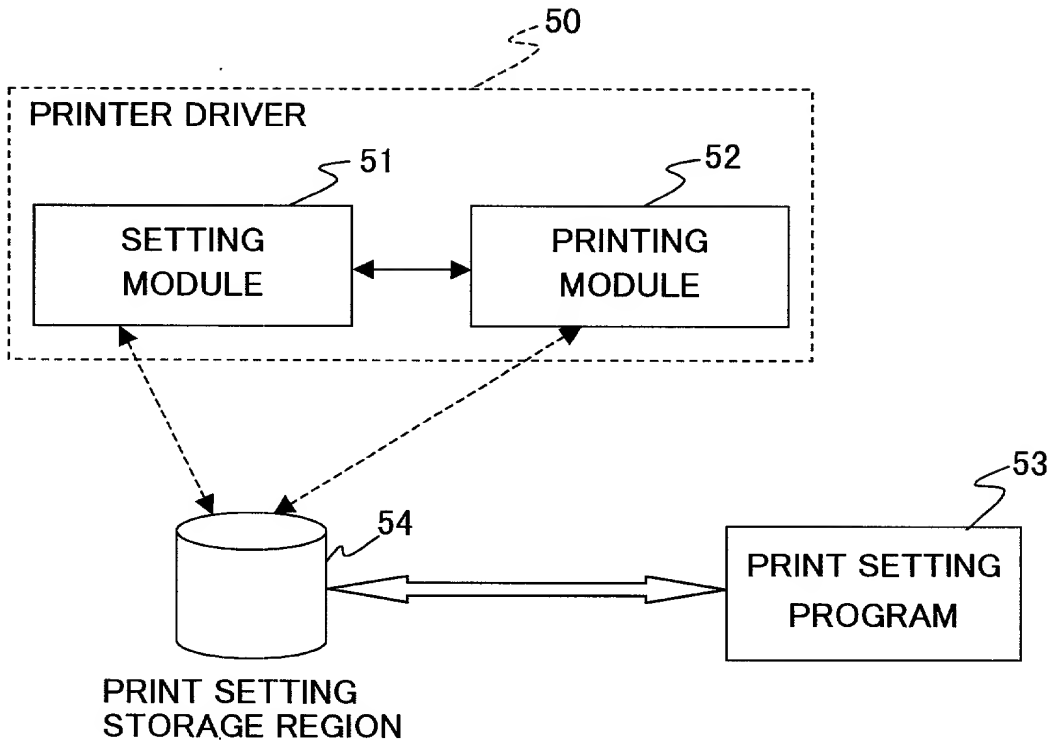 50
PRINTER DRIVER
51
52
SETTING
MODULE
PRINTING
MODULE
53
54
PRINT SETTING
PROGRAM
PRINT SETTING
STORAGE REGION